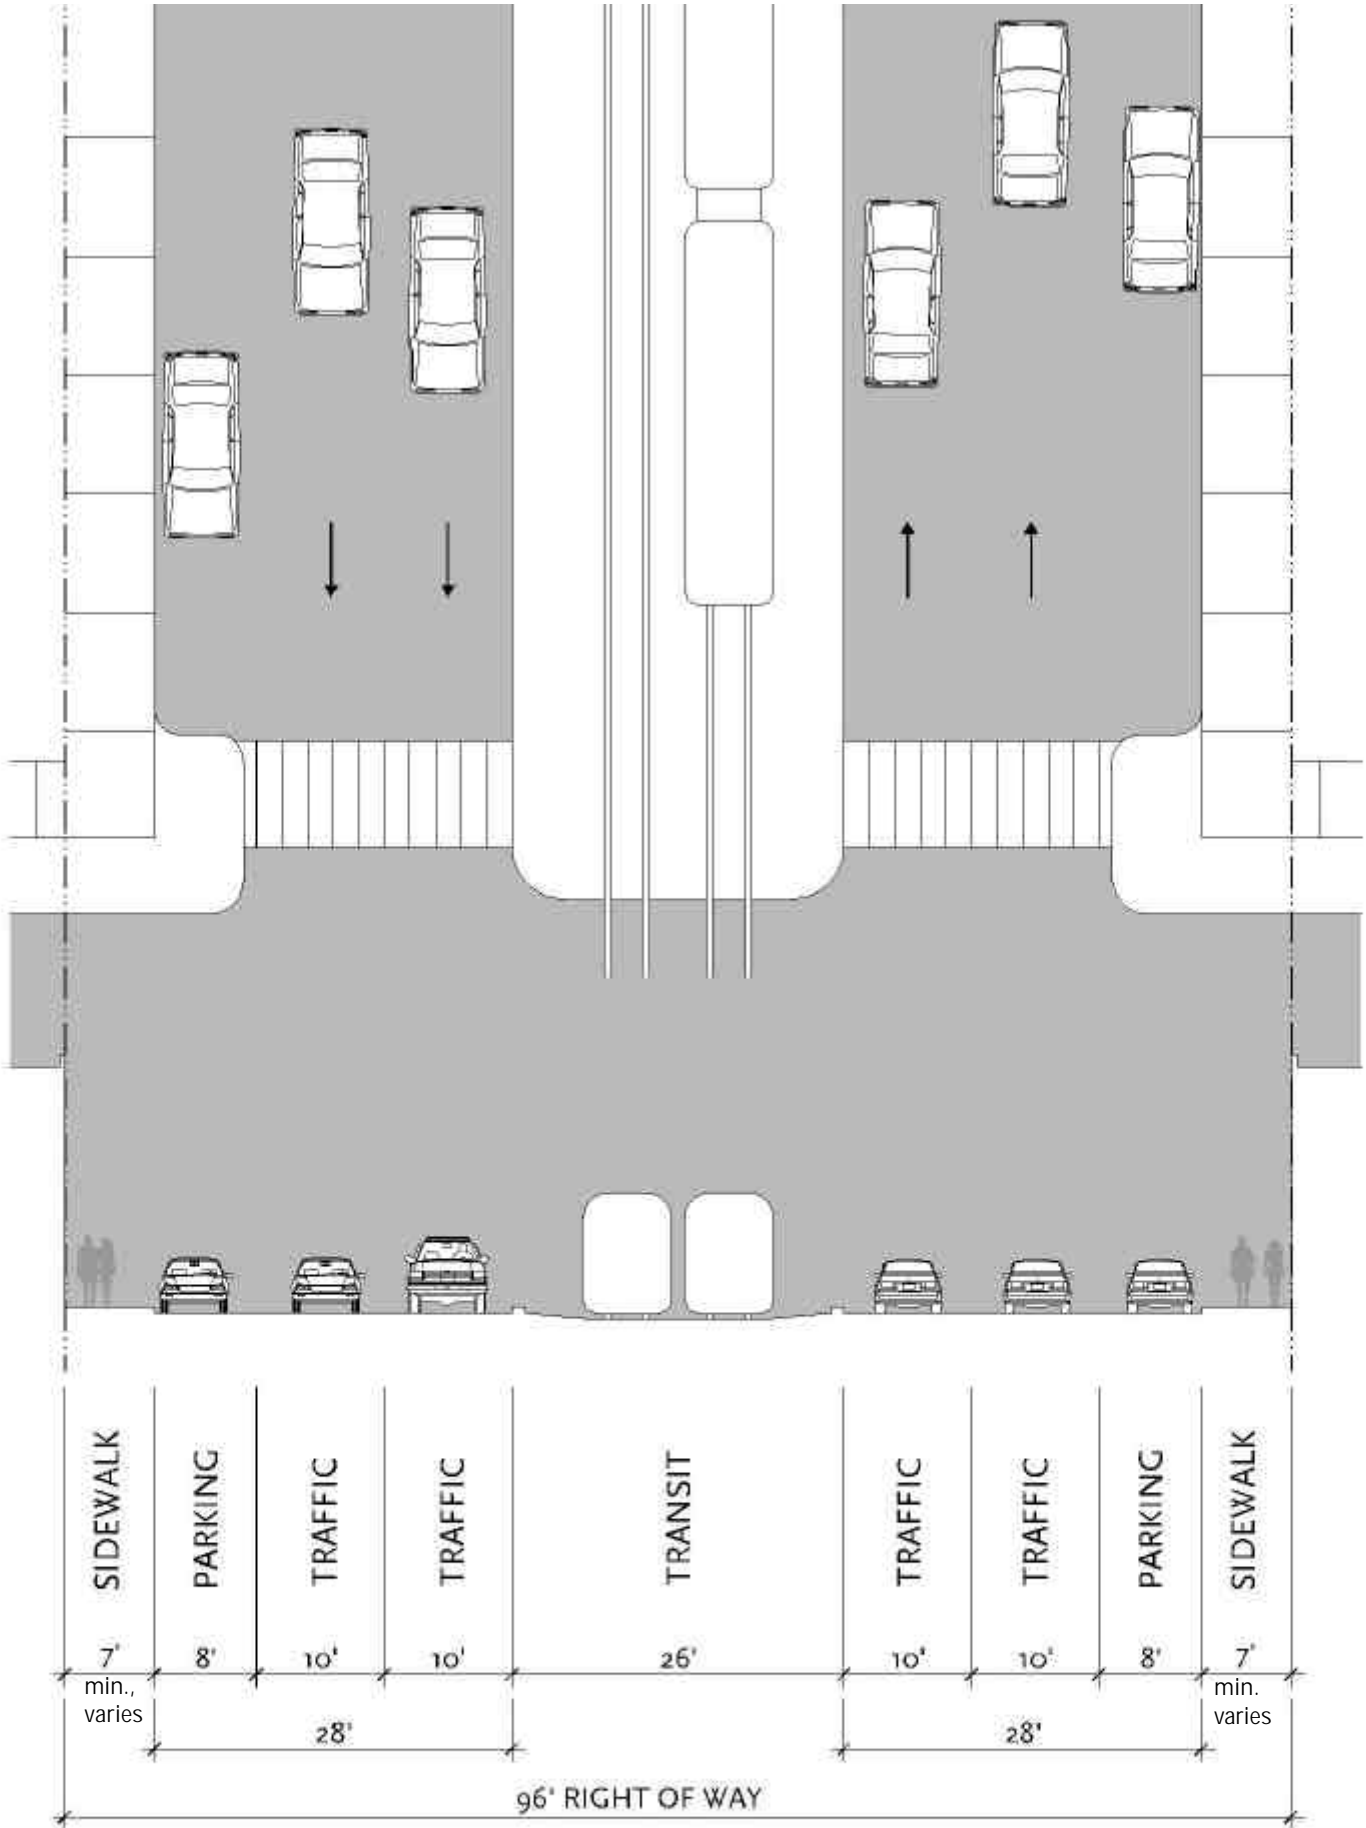 SIDEWALK
PARKING
TRAFFIC
TRAFFIC
TRANSIT
TRAFFIC
TRAFFIC
PARKING
SIDEWALK
7' 8' 10' 10' 26' 10' 10' 8' 7'
min., varies
min. varies
28' 28'
96' RIGHT OF WAY